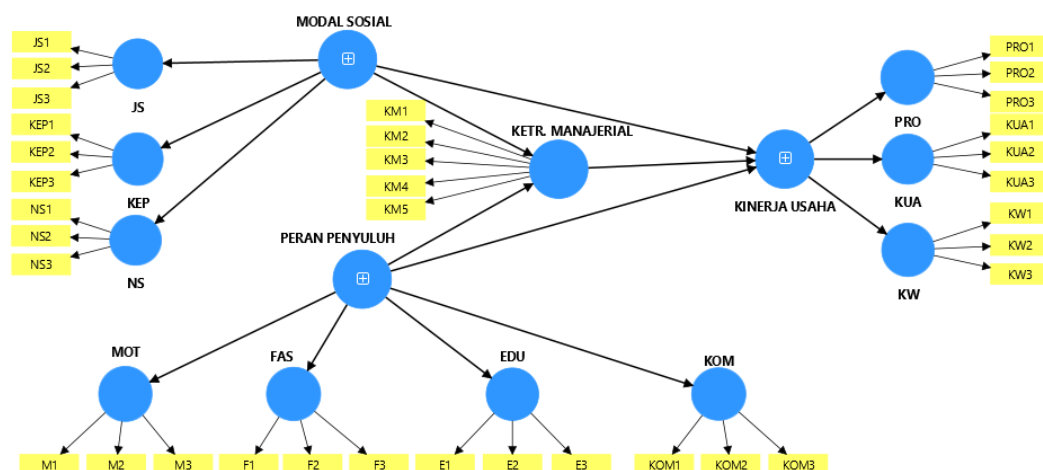 MODAL SOSIAL
JS1
JS2
JS3
JS
KEP1
KEP2
KEP3
KEP
NS1
NS2
NS3
NS
KM1
KM2
KM3
KM4
KM5
KETR. MANAJERIAL
KINERJA USAHA
PRO1
PRO2
PRO3
PRO
KUA1
KUA2
KUA3
KUA
KW1
KW2
KW3
KW
PERAN PENYULUH
MOT
FAS
EDU
KOM
M1
M2
M3
F1
F2
F3
E1
E2
E3
KOM1
KOM2
KOM3